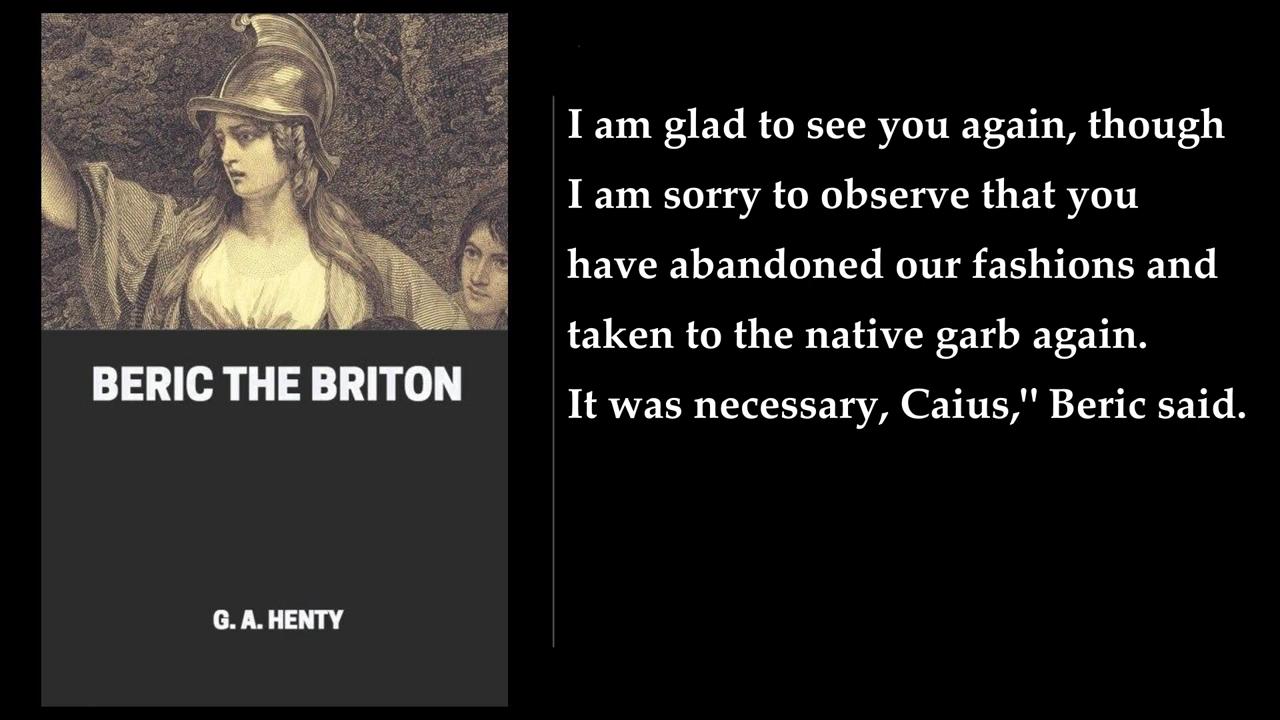 BERIC THE BRITON
G. A. HENTY
I am glad to see you again, though
I am sorry to observe that you
have abandoned our fashions and
taken to the native garb again.
It was necessary, Caius," Beric said.